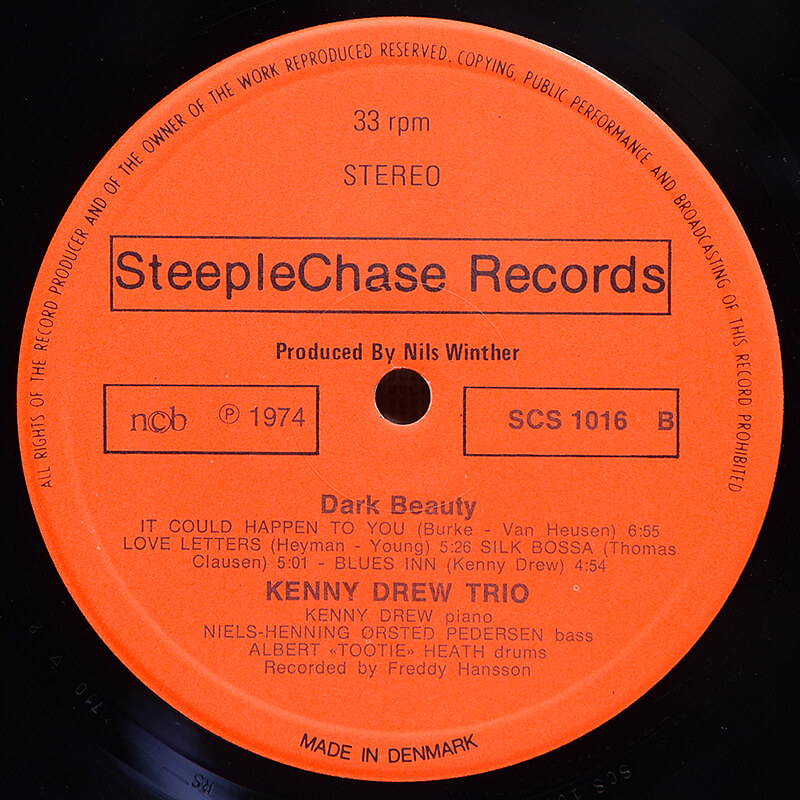 ALL RIGHTS OF THE RECORD PRODUCER AND OF THE OWNER OF THE WORK REPRODUCED RESERVED. COPYING, PUBLIC PERFORMANCE AND BROADCASTING OF THIS RECORD PROHIBITED
33 rpm
STEREO
SteepleChase Records
Produced By Nils Winther
ncb ℗ 1974
SCS 1016 B
Dark Beauty
IT COULD HAPPEN TO YOU (Burke - Van Heusen) 6:55
LOVE LETTERS (Heyman - Young) 5:26 SILK BOSSA (Thomas
Clausen) 5:01 - BLUES INN (Kenny Drew) 4:54
KENNY DREW TRIO
KENNY DREW piano
NIELS-HENNING ØRSTED PEDERSEN bass
ALBERT «TOOTIE» HEATH drums
Recorded by Freddy Hansson
MADE IN DENMARK